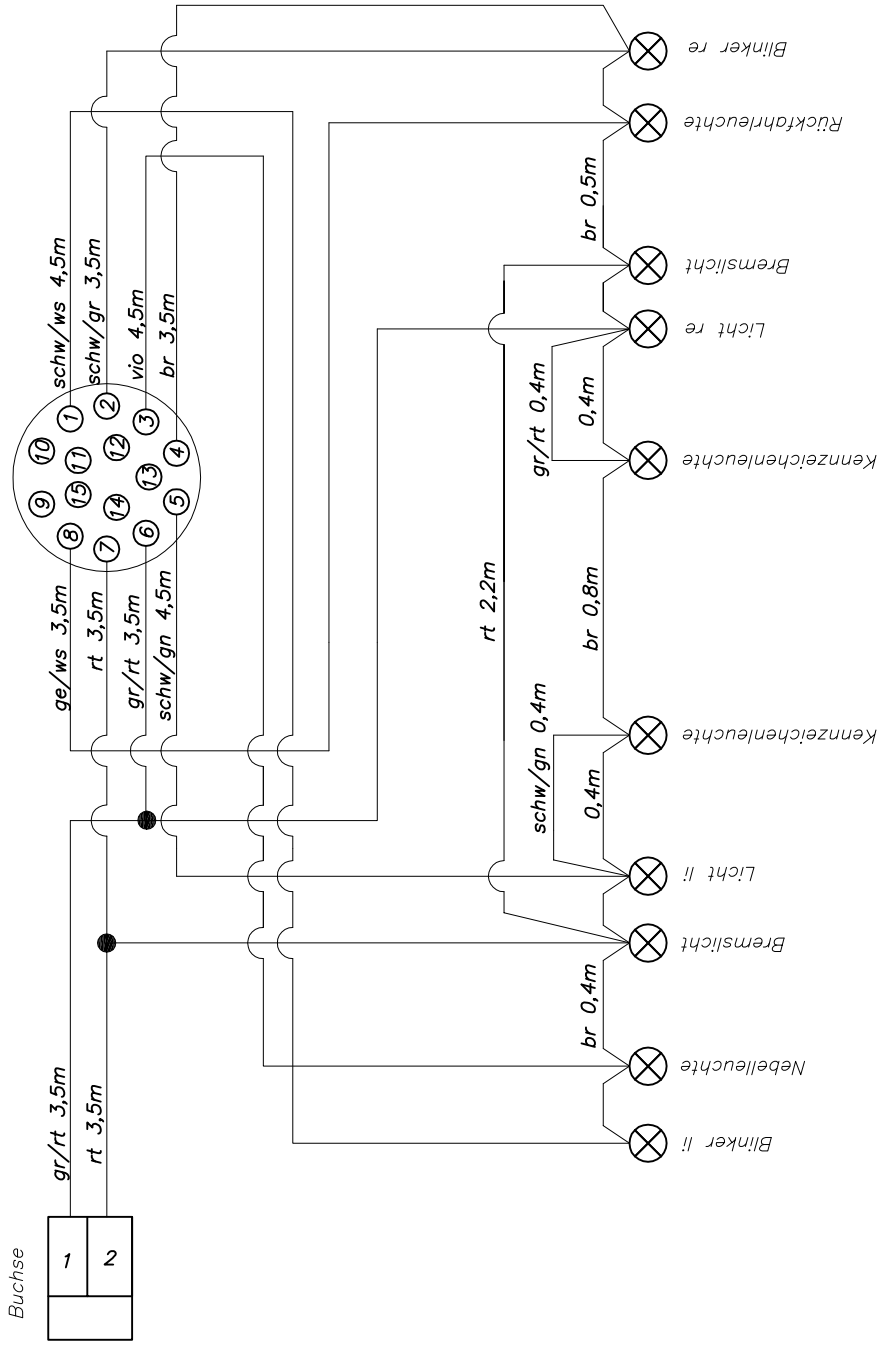 Buchse
1
2
gr/rt 3,5m
rt 3,5m
ge/ws 3,5m
rt 3,5m
gr/rt 3,5m
schw/gn 4,5m
schw/ws 4,5m
schw/gr 3,5m
vio 4,5m
br 3,5m
1
2
3
4
5
6
7
8
9
10
11
12
13
14
15
rt 2,2m
br 0,4m
schw/gn 0,4m
0,4m
br 0,8m
gr/rt 0,4m
0,4m
br 0,5m
Blinker li
Nebelleuchte
Bremslicht
Licht li
Kennzeichenleuchte
Kennzeichenleuchte
Licht re
Bremslicht
Rückfahrleuchte
Blinker re